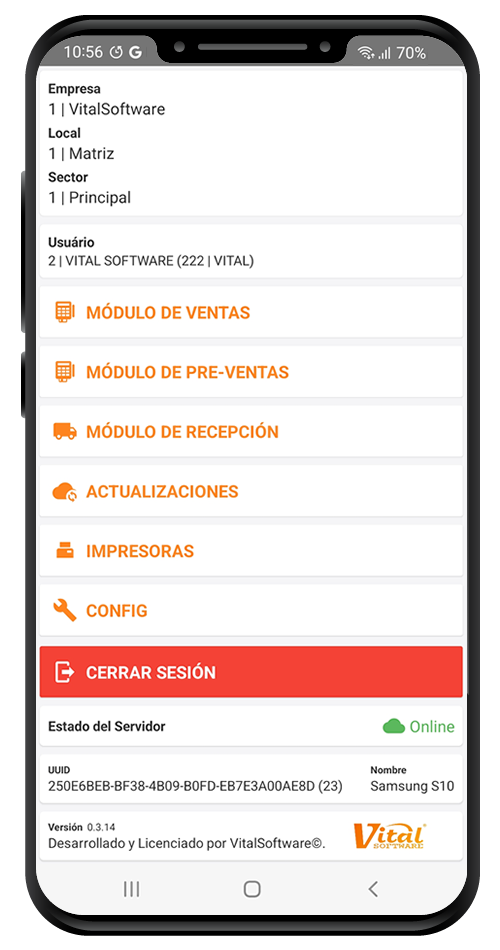 10:56 G 70%
Empresa
1 | VitalSoftware
Local
1 | Matriz
Sector
1 | Principal
Usuário
2 | VITAL SOFTWARE (222 | VITAL)
MÓDULO DE VENTAS
MÓDULO DE PRE-VENTAS
MÓDULO DE RECEPCIÓN
ACTUALIZACIONES
IMPRESORAS
CONFIG
CERRAR SESIÓN
Estado del Servidor Online
UUID Nombre
250E6BEB-BF38-4B09-B0FD-EB7E3A00AE8D (23) Samsung S10
Versión 0.3.14
Desarrollado y Licenciado por VitalSoftware©.
Vital
SOFTWARE